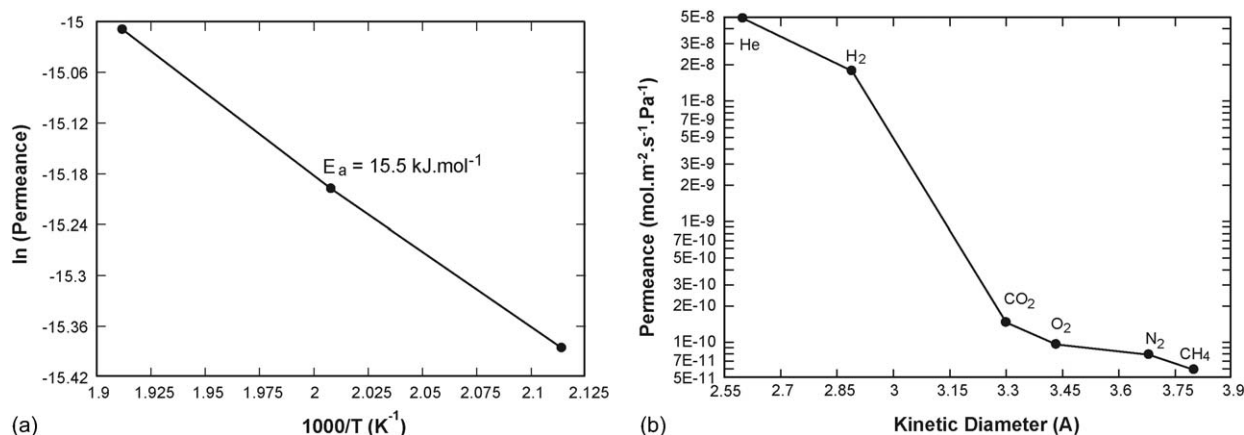 -15
-15.06
-15.12
-15.18
-15.24
-15.3
-15.36
-15.42
ln (Permeance)
Eₐ = 15.5 kJ.mol⁻¹
1.9 1.925 1.95 1.975 2 2.025 2.05 2.075 2.1 2.125
(a) 1000/T (K⁻¹)
5E-8
3E-8
2E-8
1E-8
7E-9
5E-9
3E-9
2E-9
1E-9
7E-10
5E-10
3E-10
2E-10
1E-10
7E-11
5E-11
Permeance (mol.m⁻².s⁻¹.Pa⁻¹)
He
H₂
CO₂
O₂
N₂
CH₄
2.55 2.7 2.85 3 3.15 3.3 3.45 3.6 3.75 3.9
(b) Kinetic Diameter (A)